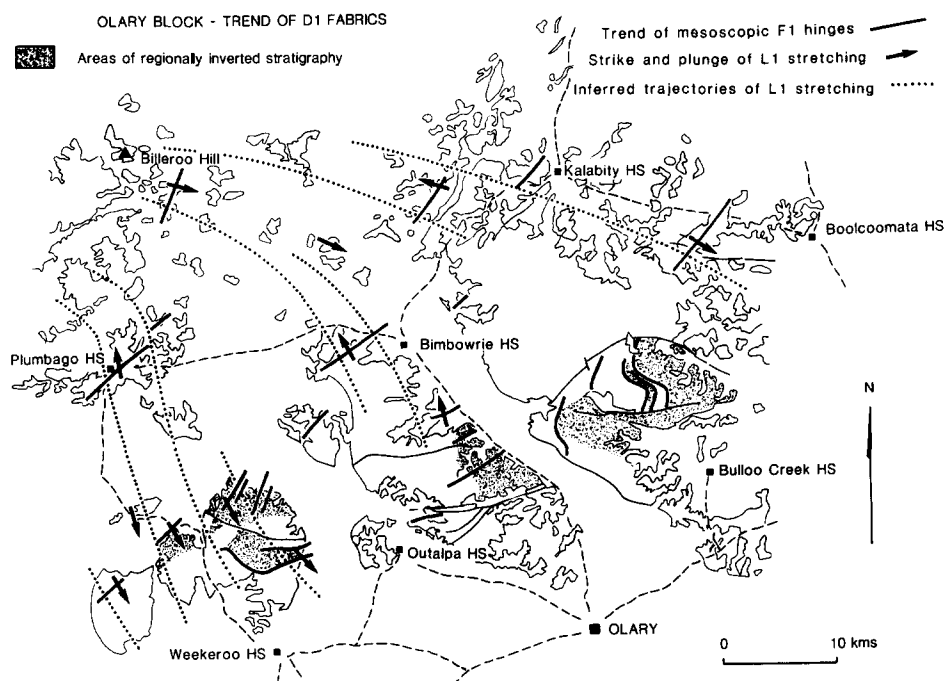 OLARY BLOCK - TREND OF D1 FABRICS
Areas of regionally inverted stratigraphy
Trend of mesoscopic F1 hinges
Strike and plunge of L1 stretching
Inferred trajectories of L1 stretching
Billeroo Hill
Kalabity HS
Boolcoomata HS
Plumbago HS
Bimbowrie HS
N
Bulloo Creek HS
Outalpa HS
OLARY
Weekeroo HS
0 10 kms